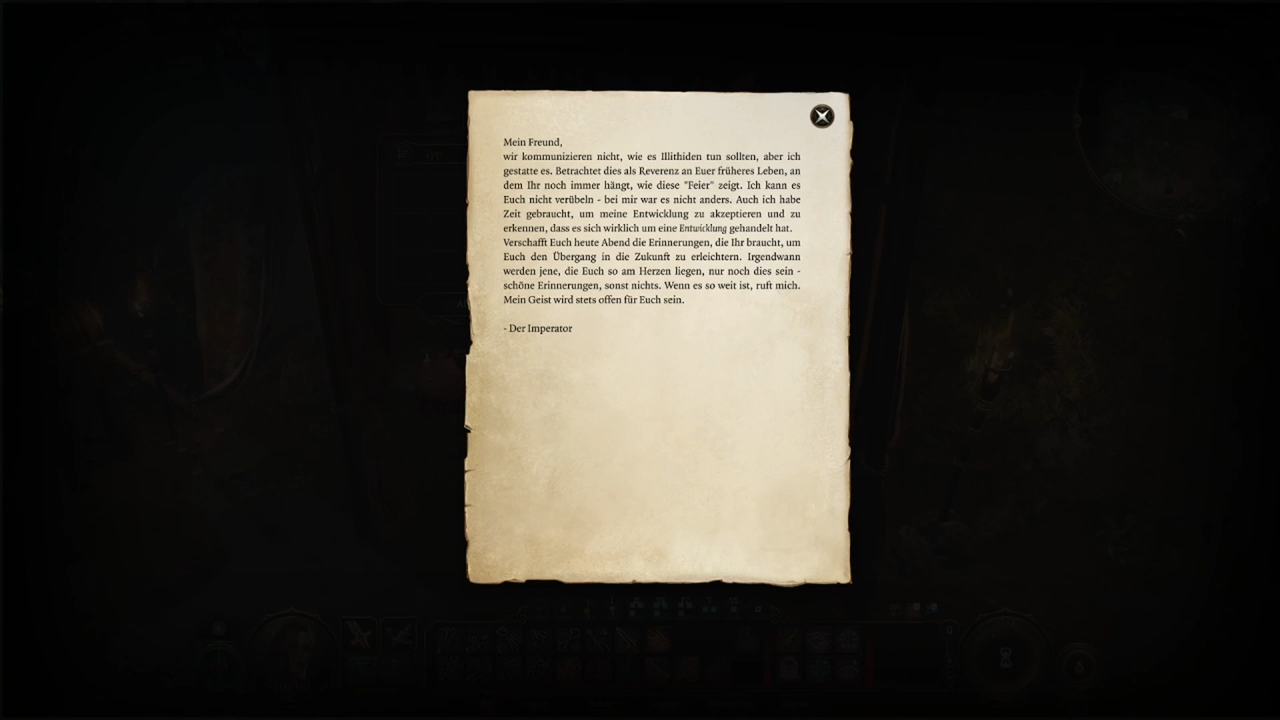 Mein Freund,
wir kommunizieren nicht, wie es Illithiden tun sollten, aber ich
gestatte es. Betrachtet dies als Reverenz an Euer früheres Leben, an
dem Ihr noch immer hängt, wie diese "Feier" zeigt. Ich kann es
Euch nicht verübeln - bei mir war es nicht anders. Auch ich habe
Zeit gebraucht, um meine Entwicklung zu akzeptieren und zu
erkennen, dass es sich wirklich um eine Entwicklung gehandelt hat.
Verschafft Euch heute Abend die Erinnerungen, die Ihr braucht, um
Euch den Übergang in die Zukunft zu erleichtern. Irgendwann
werden jene, die Euch so am Herzen liegen, nur noch dies sein -
schöne Erinnerungen, sonst nichts. Wenn es so weit ist, ruft mich.
Mein Geist wird stets offen für Euch sein.
- Der Imperator